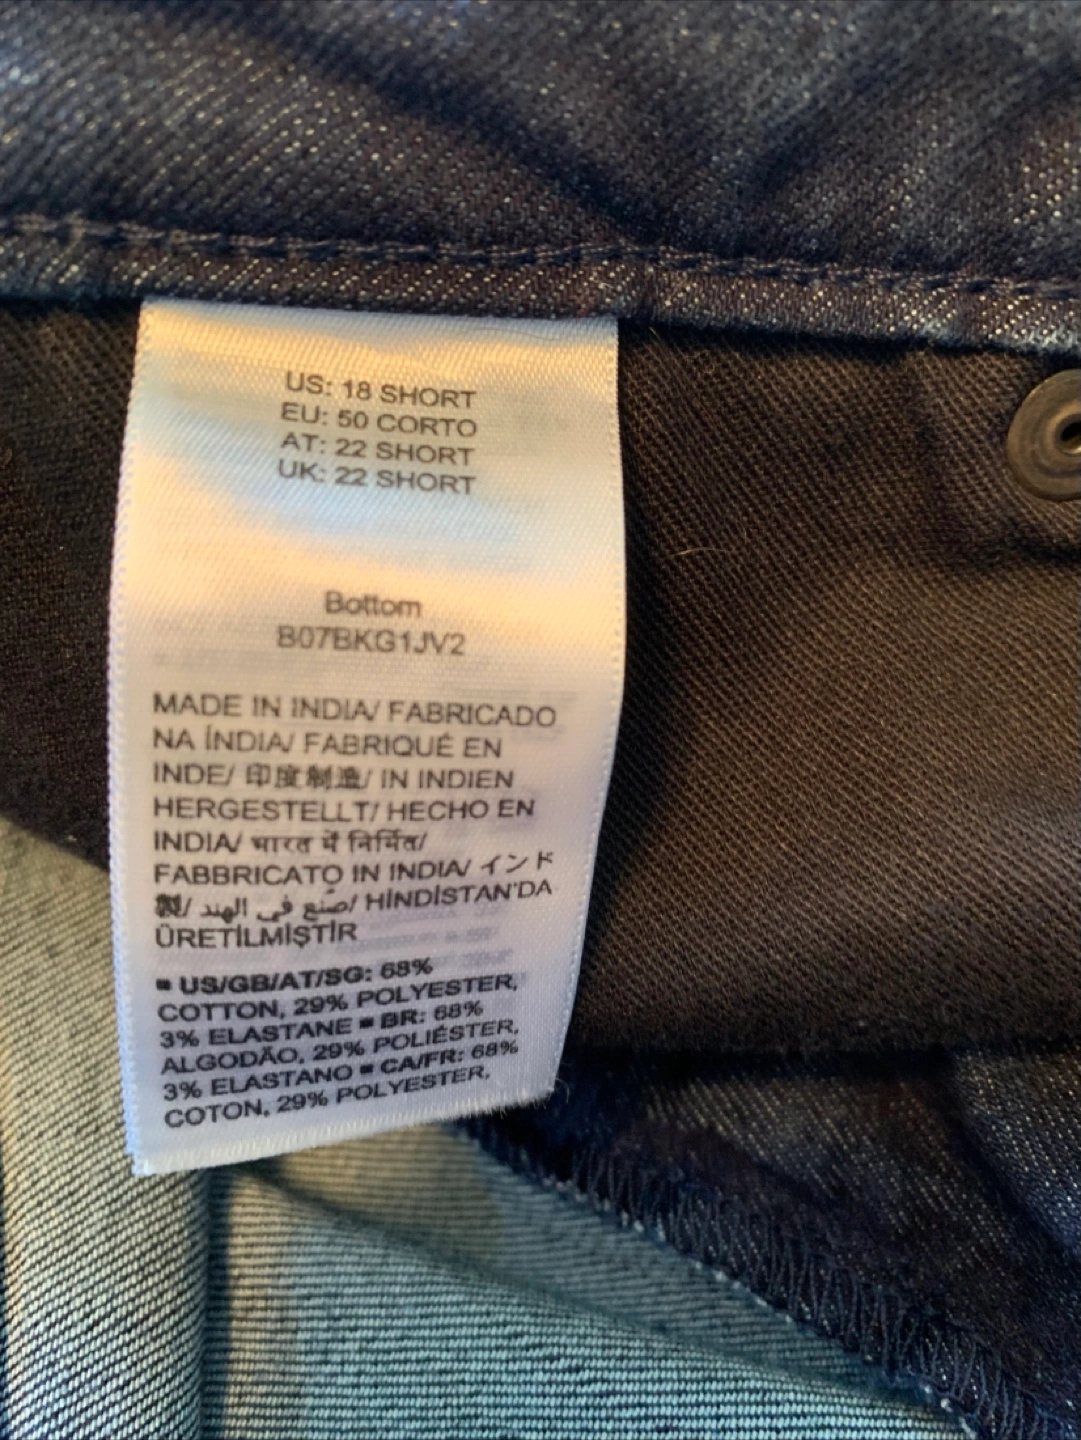 US: 18 SHORT
EU: 50 CORTO
AT: 22 SHORT
UK: 22 SHORT
Bottom
B07BKG1JV2
MADE IN INDIA/ FABRICADO
NA ÍNDIA/ FABRIQUÉ EN
INDE/ 印度制造/ IN INDIEN
HERGESTELLT/ HECHO EN
INDIA/ भारत में निर्मित/
FABBRICATO IN INDIA/ インド
製/ صُنع في الهند/ HİNDİSTAN'DA
ÜRETİLMİŞTİR
■ US/GB/AT/SG: 68%
COTTON, 29% POLYESTER,
3% ELASTANE ■ BR: 68%
ALGODÃO, 29% POLIÉSTER,
3% ELASTANO ■ CA/FR: 68%
COTON, 29% POLYESTER,